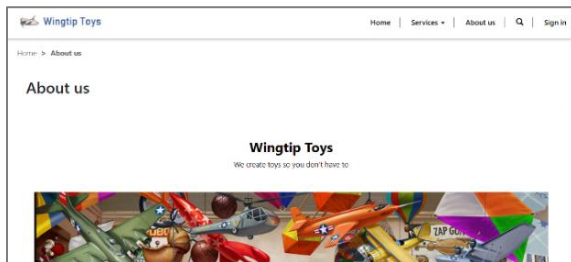 Wingtip Toys
Home | Services | About us | Sign in
Home > About us
About us
Wingtip Toys
We create toys so you don't have to
ZAP GUN